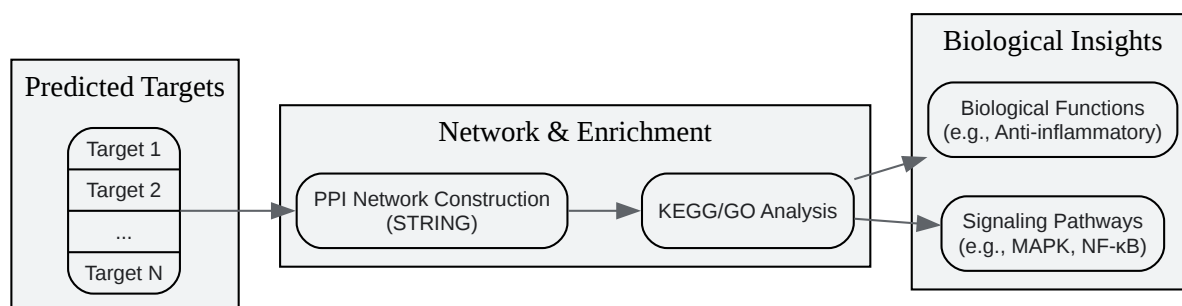 Predicted Targets
Target 1
Target 2
...
Target N
Network & Enrichment
PPI Network Construction
(STRING)
KEGG/GO Analysis
Biological Insights
Biological Functions
(e.g., Anti-inflammatory)
Signaling Pathways
(e.g., MAPK, NF-κB)